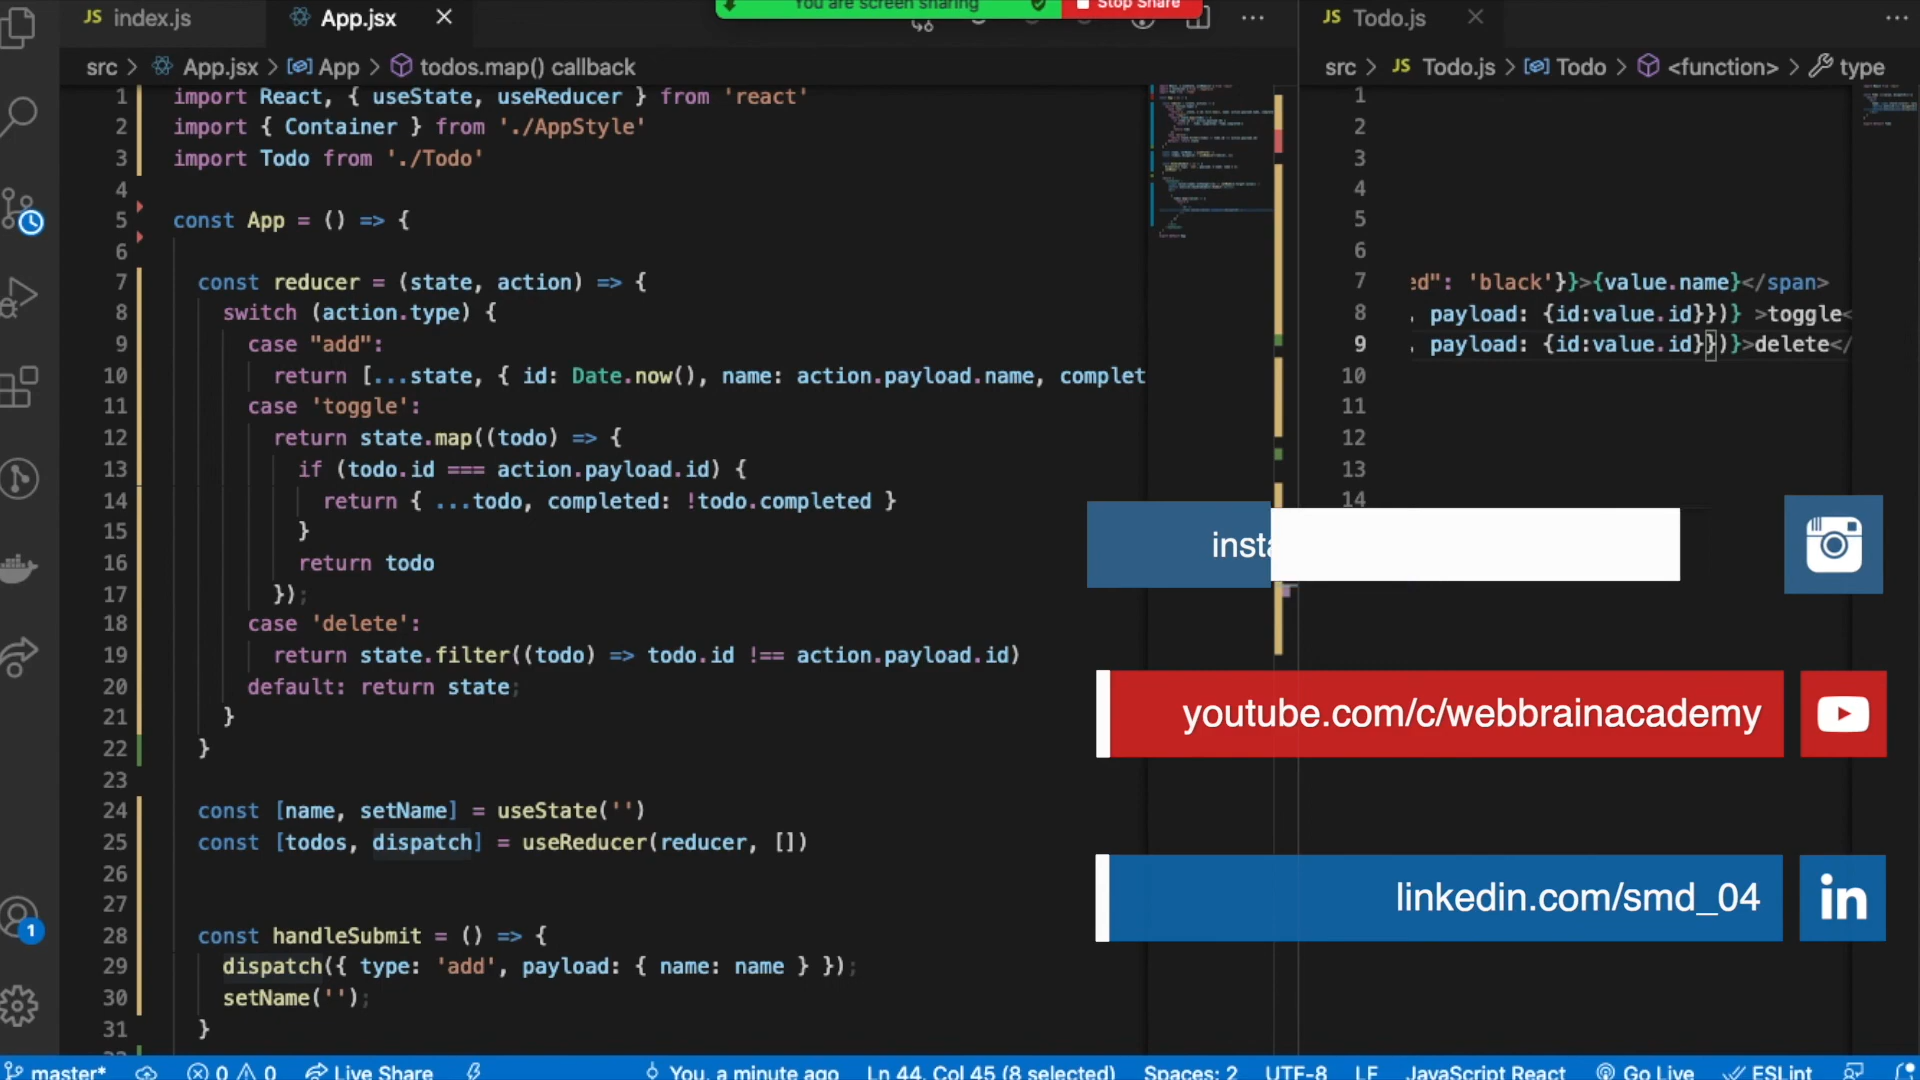 You are screen sharing
Stop Share
JS index.js
App.jsx
JS Todo.js
src > App.jsx > App > todos.map() callback
src > JS Todo.js > Todo > <function> > type
1 import React, { useState, useReducer } from 'react'
2 import { Container } from './AppStyle'
3 import Todo from './Todo'
4
5 const App = () => {
6
7 const reducer = (state, action) => {
8 switch (action.type) {
9 case "add":
10 return [...state, { id: Date.now(), name: action.payload.name, complet
11 case 'toggle':
12 return state.map((todo) => {
13 if (todo.id === action.payload.id) {
14 return { ...todo, completed: !todo.completed }
15 }
16 return todo
17 });
18 case 'delete':
19 return state.filter((todo) => todo.id !== action.payload.id)
20 default: return state;
21 }
22 }
23
24 const [name, setName] = useState('')
25 const [todos, dispatch] = useReducer(reducer, [])
26
27
28 const handleSubmit = () => {
29 dispatch({ type: 'add', payload: { name: name } });
30 setName('');
31 }
1
2
3
4
5
6
7 ed": 'black'}}>{value.name}</span>
8 , payload: {id:value.id}})} >toggle<
9 , payload: {id:value.id}})}>delete</
10
11
12
13
14
insta
youtube.com/c/webbrainacademy
linkedin.com/smd_04
in
1
master* 0 0 Live Share You, a minute ago Ln 44, Col 45 (8 selected) Spaces: 2 UTF-8 LF JavaScript React Go Live ESLint